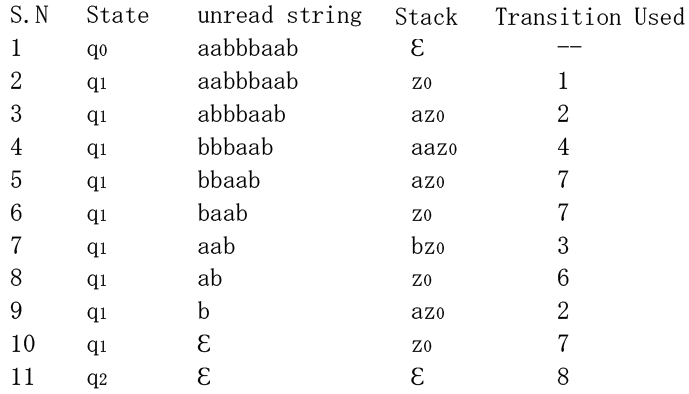 S.N State unread string Stack Transition Used
1 q0 aabbbaab Ɛ --
2 q1 aabbbaab z0 1
3 q1 abbbaab az0 2
4 q1 bbbaab aaz0 4
5 q1 bbaab az0 7
6 q1 baab z0 7
7 q1 aab bz0 3
8 q1 ab z0 6
9 q1 b az0 2
10 q1 Ɛ z0 7
11 q2 Ɛ Ɛ 8